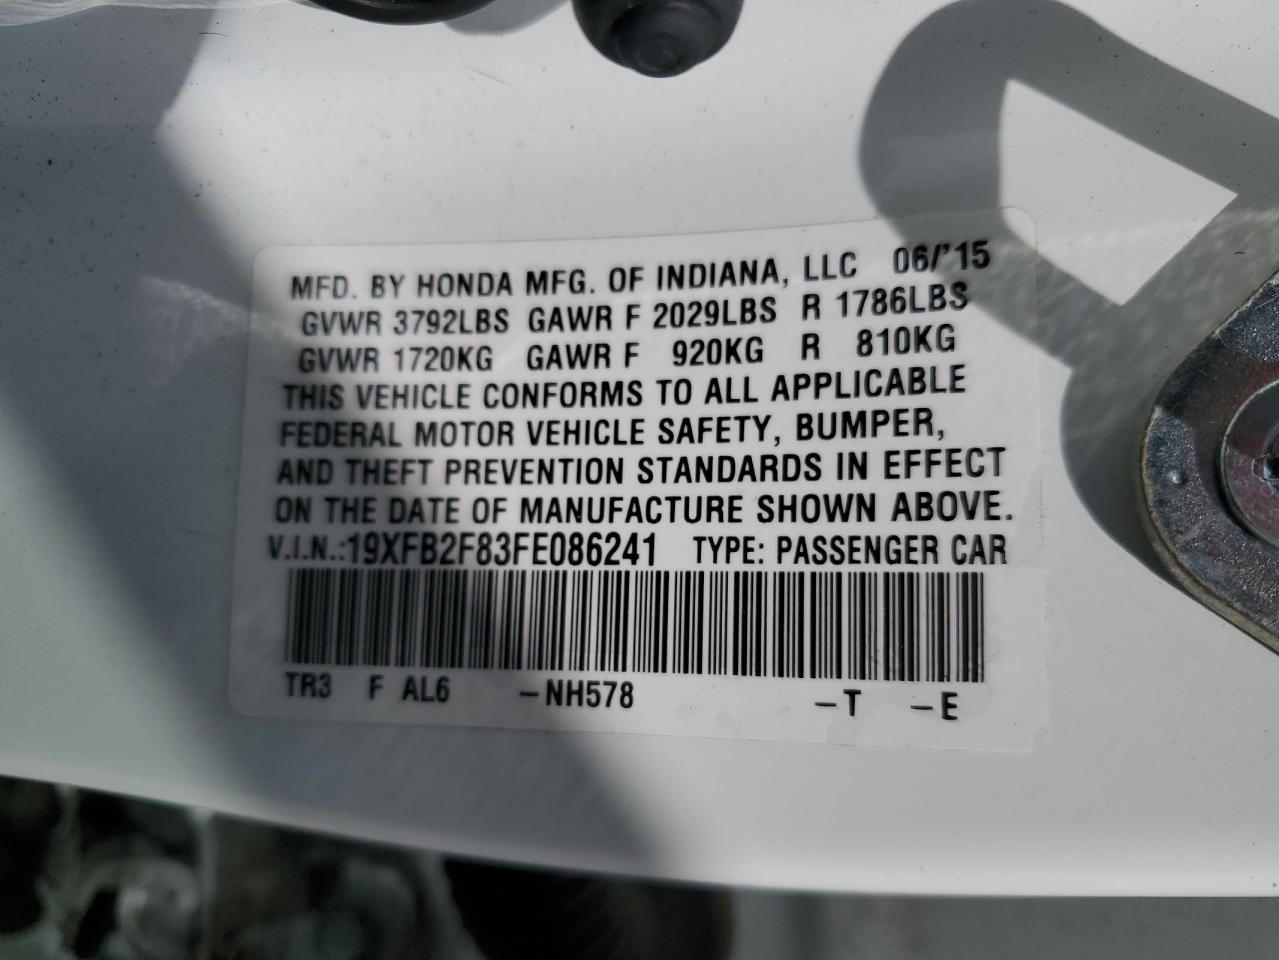 MFD. BY HONDA MFG. OF INDIANA, LLC 06/'15
GVWR 3792LBS GAWR F 2029LBS R 1786LBS
GVWR 1720KG GAWR F 920KG R 810KG
THIS VEHICLE CONFORMS TO ALL APPLICABLE
FEDERAL MOTOR VEHICLE SAFETY, BUMPER,
AND THEFT PREVENTION STANDARDS IN EFFECT
ON THE DATE OF MANUFACTURE SHOWN ABOVE.
V.I.N.:19XFB2F83FE086241 TYPE: PASSENGER CAR
TR3 F AL6 -NH578 -T -E